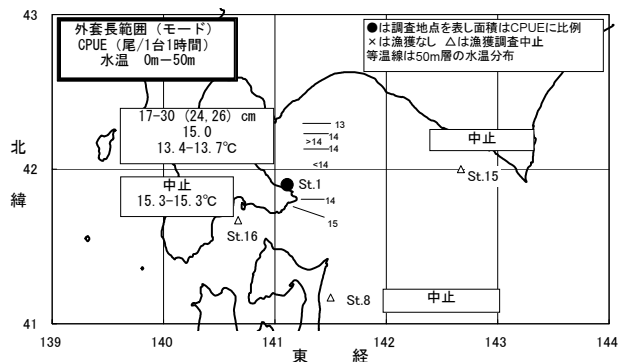 43
外套長範囲 (モード)
CPUE (尾/1台1時間)
水温 0m－50m
●は調査地点を表し面積はCPUEに比例
×は漁獲なし △は漁獲調査中止
等温線は50m層の水温分布
17-30 (24,26) cm
15.0
13.4-13.7℃
13
14
>14
14
<14
中止
北
緯
42
中止
15.3-15.3℃
St.1
St.15
14
15
St.16
St.8
中止
41
139
140
141
142
143
144
東 経